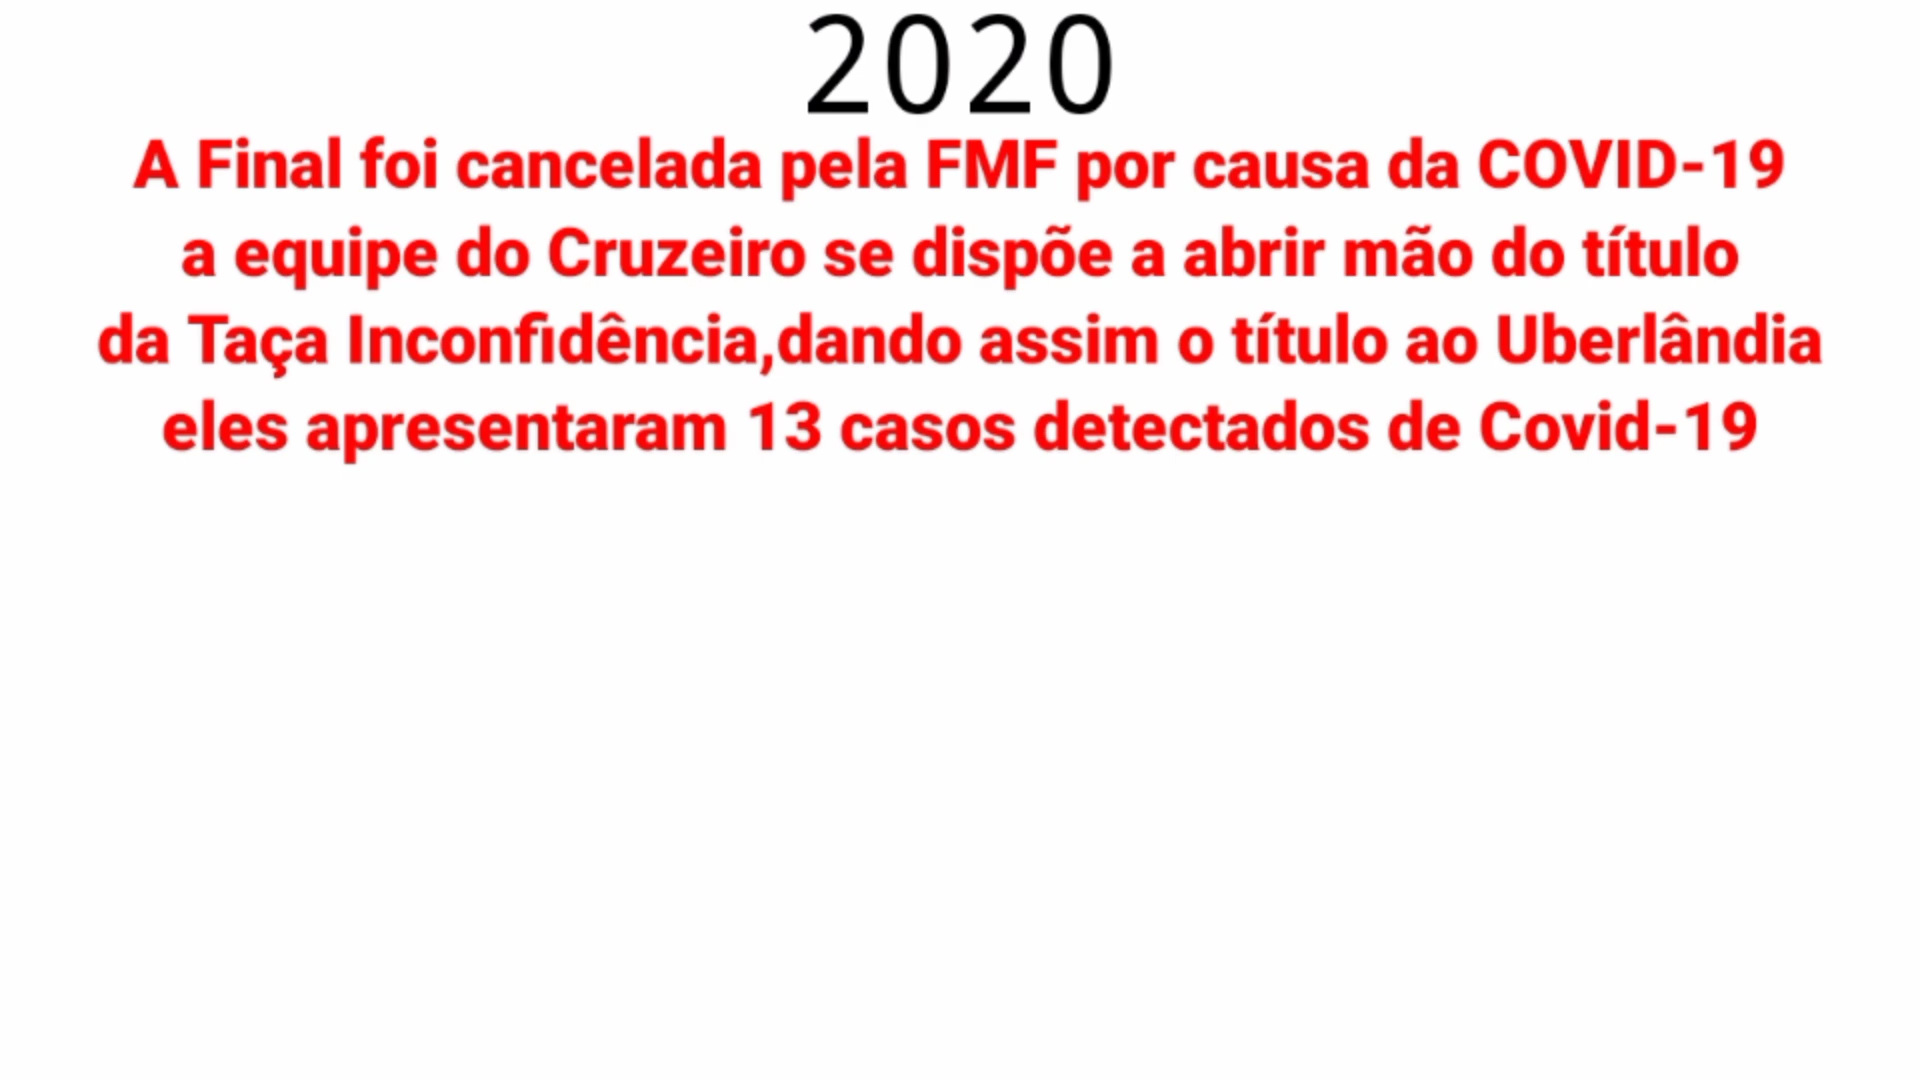 2020
A Final foi cancelada pela FMF por causa da COVID-19
a equipe do Cruzeiro se dispõe a abrir mão do título
da Taça Inconfidência,dando assim o título ao Uberlândia
eles apresentaram 13 casos detectados de Covid-19